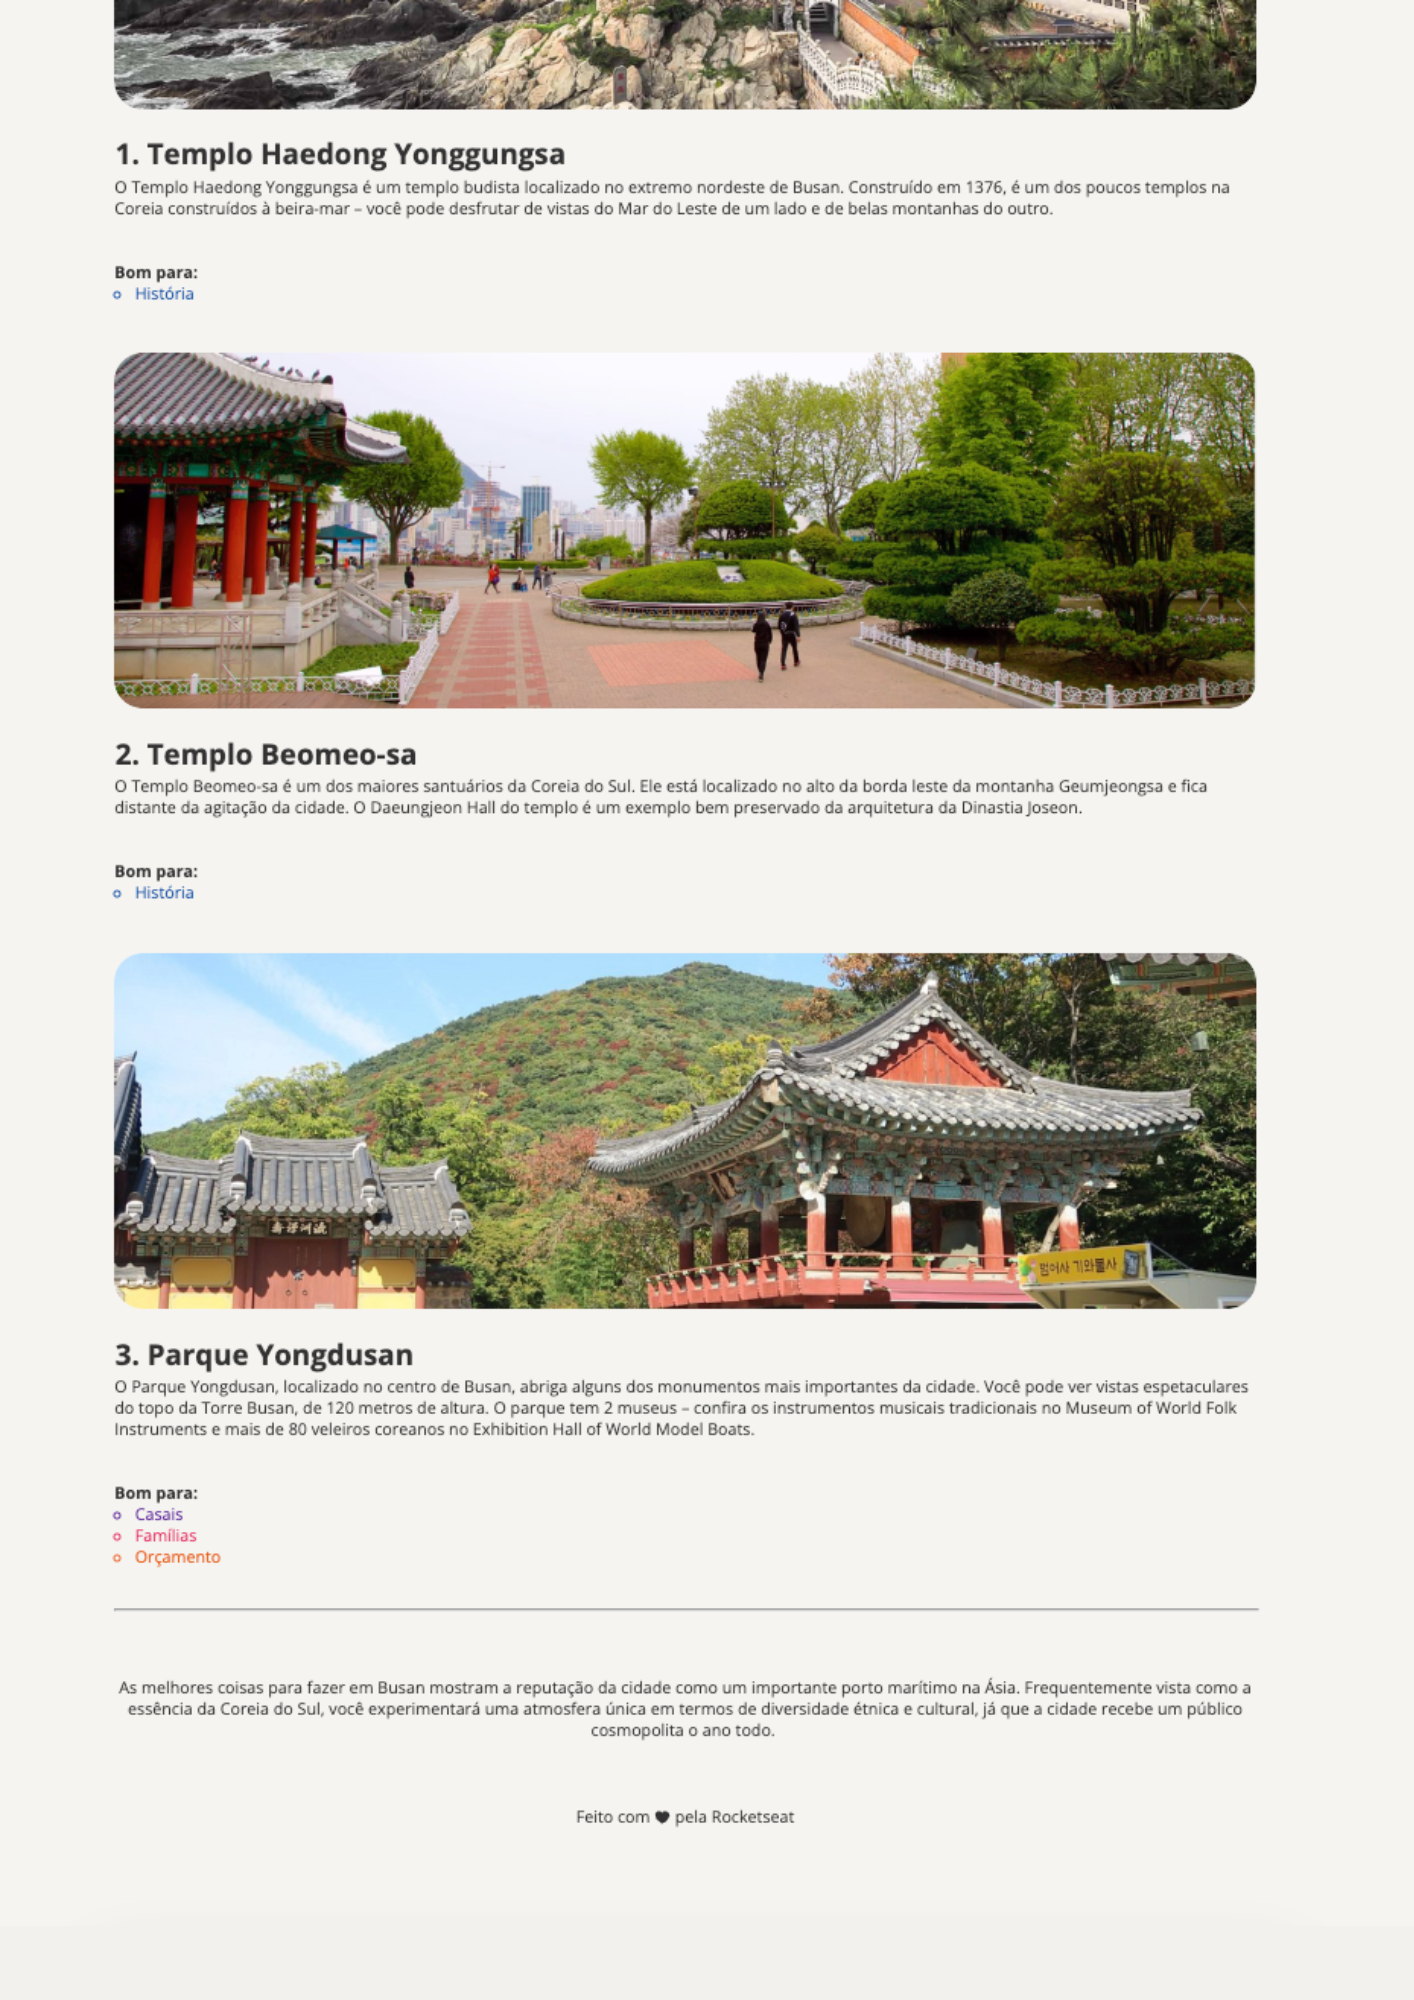 1. Templo Haedong Yonggungsa
O Templo Haedong Yonggungsa é um templo budista localizado no extremo nordeste de Busan. Construído em 1376, é um dos poucos templos na
Coreia construídos à beira-mar – você pode desfrutar de vistas do Mar do Leste de um lado e de belas montanhas do outro.
Bom para:
História
2. Templo Beomeo-sa
O Templo Beomeo-sa é um dos maiores santuários da Coreia do Sul. Ele está localizado no alto da borda leste da montanha Geumjeongsa e fica
distante da agitação da cidade. O Daeungjeon Hall do templo é um exemplo bem preservado da arquitetura da Dinastia Joseon.
Bom para:
História
범어사 기와불사
3. Parque Yongdusan
O Parque Yongdusan, localizado no centro de Busan, abriga alguns dos monumentos mais importantes da cidade. Você pode ver vistas espetaculares
do topo da Torre Busan, de 120 metros de altura. O parque tem 2 museus – confira os instrumentos musicais tradicionais no Museum of World Folk
Instruments e mais de 80 veleiros coreanos no Exhibition Hall of World Model Boats.
Bom para:
Casais
Famílias
Orçamento
As melhores coisas para fazer em Busan mostram a reputação da cidade como um importante porto marítimo na Ásia. Frequentemente vista como a
essência da Coreia do Sul, você experimentará uma atmosfera única em termos de diversidade étnica e cultural, já que a cidade recebe um público
cosmopolita o ano todo.
Feito com 🖤 pela Rocketseat